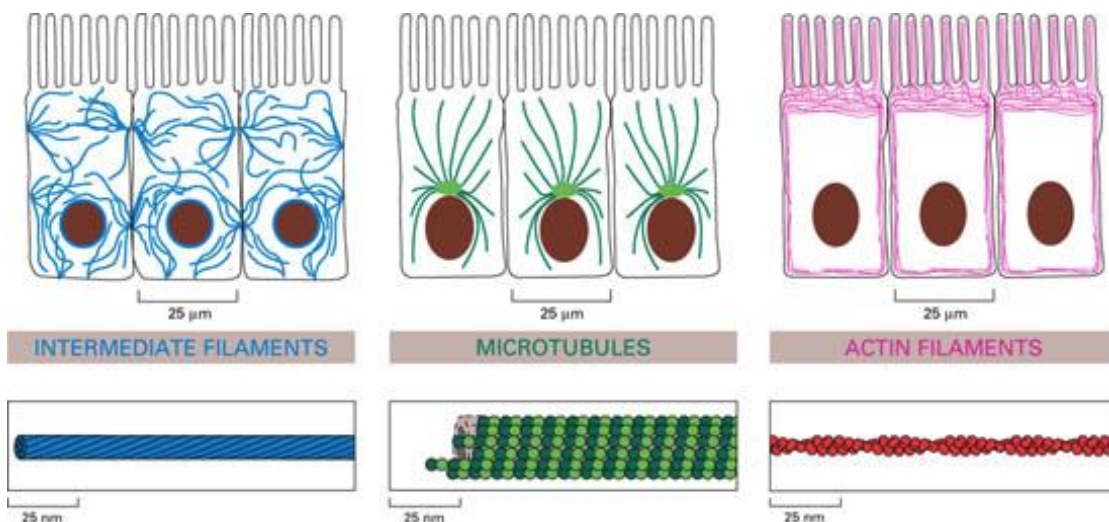 25 μm
25 μm
25 μm
INTERMEDIATE FILAMENTS
MICROTUBULES
ACTIN FILAMENTS
25 nm
25 nm
25 nm